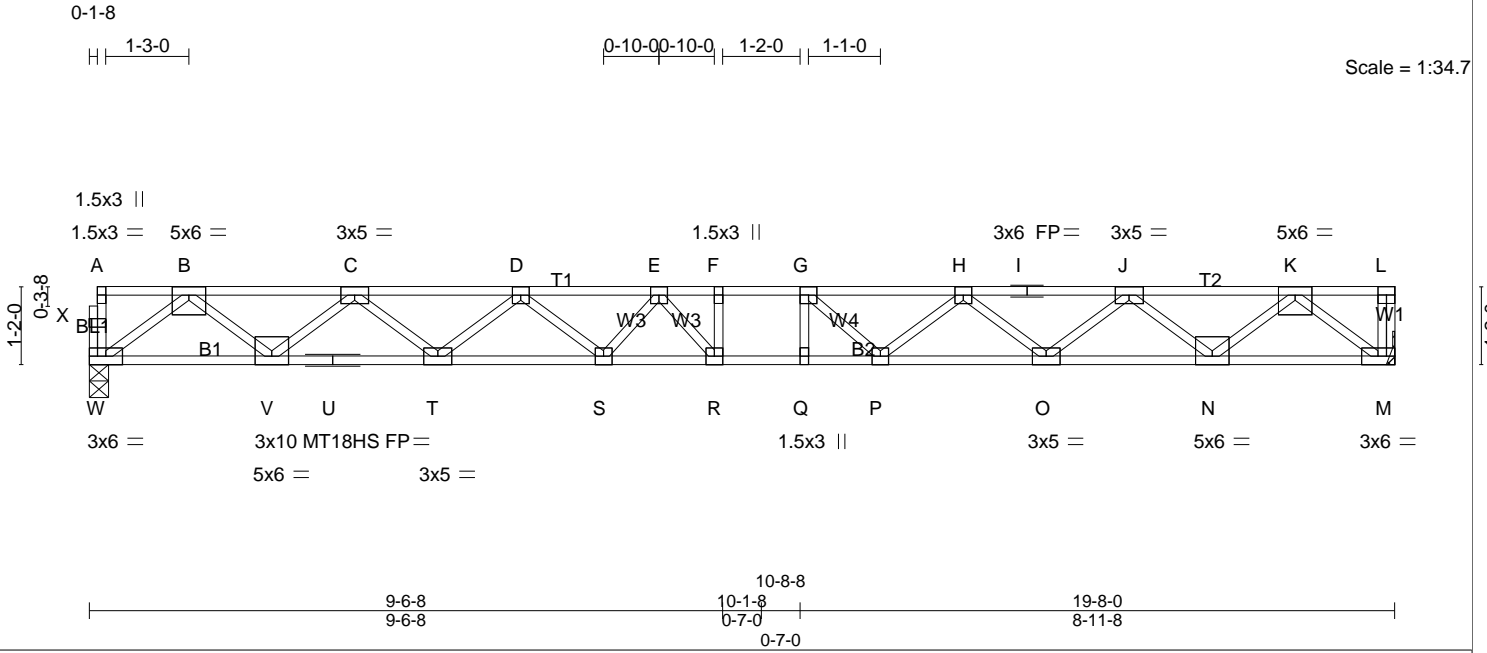 0-1-8
1-3-0
0-10-0
0-10-0
1-2-0
1-1-0
Scale = 1:34.7
1.5x3 ||
1.5x3 =
5x6 =
3x5 =
1.5x3 ||
3x6 FP=
3x5 =
5x6 =
A B C D E F G H I J K L
T1
T2
1-2-0
0-3-8
X
BL1
W3
W3
W4
W1
B1
B2
W V U T S R Q P O N M
3x6 =
3x10 MT18HS FP=
1.5x3 ||
3x5 =
5x6 =
3x6 =
5x6 =
3x5 =
10-8-8
9-6-8
10-1-8
19-8-0
9-6-8
0-7-0
8-11-8
0-7-0